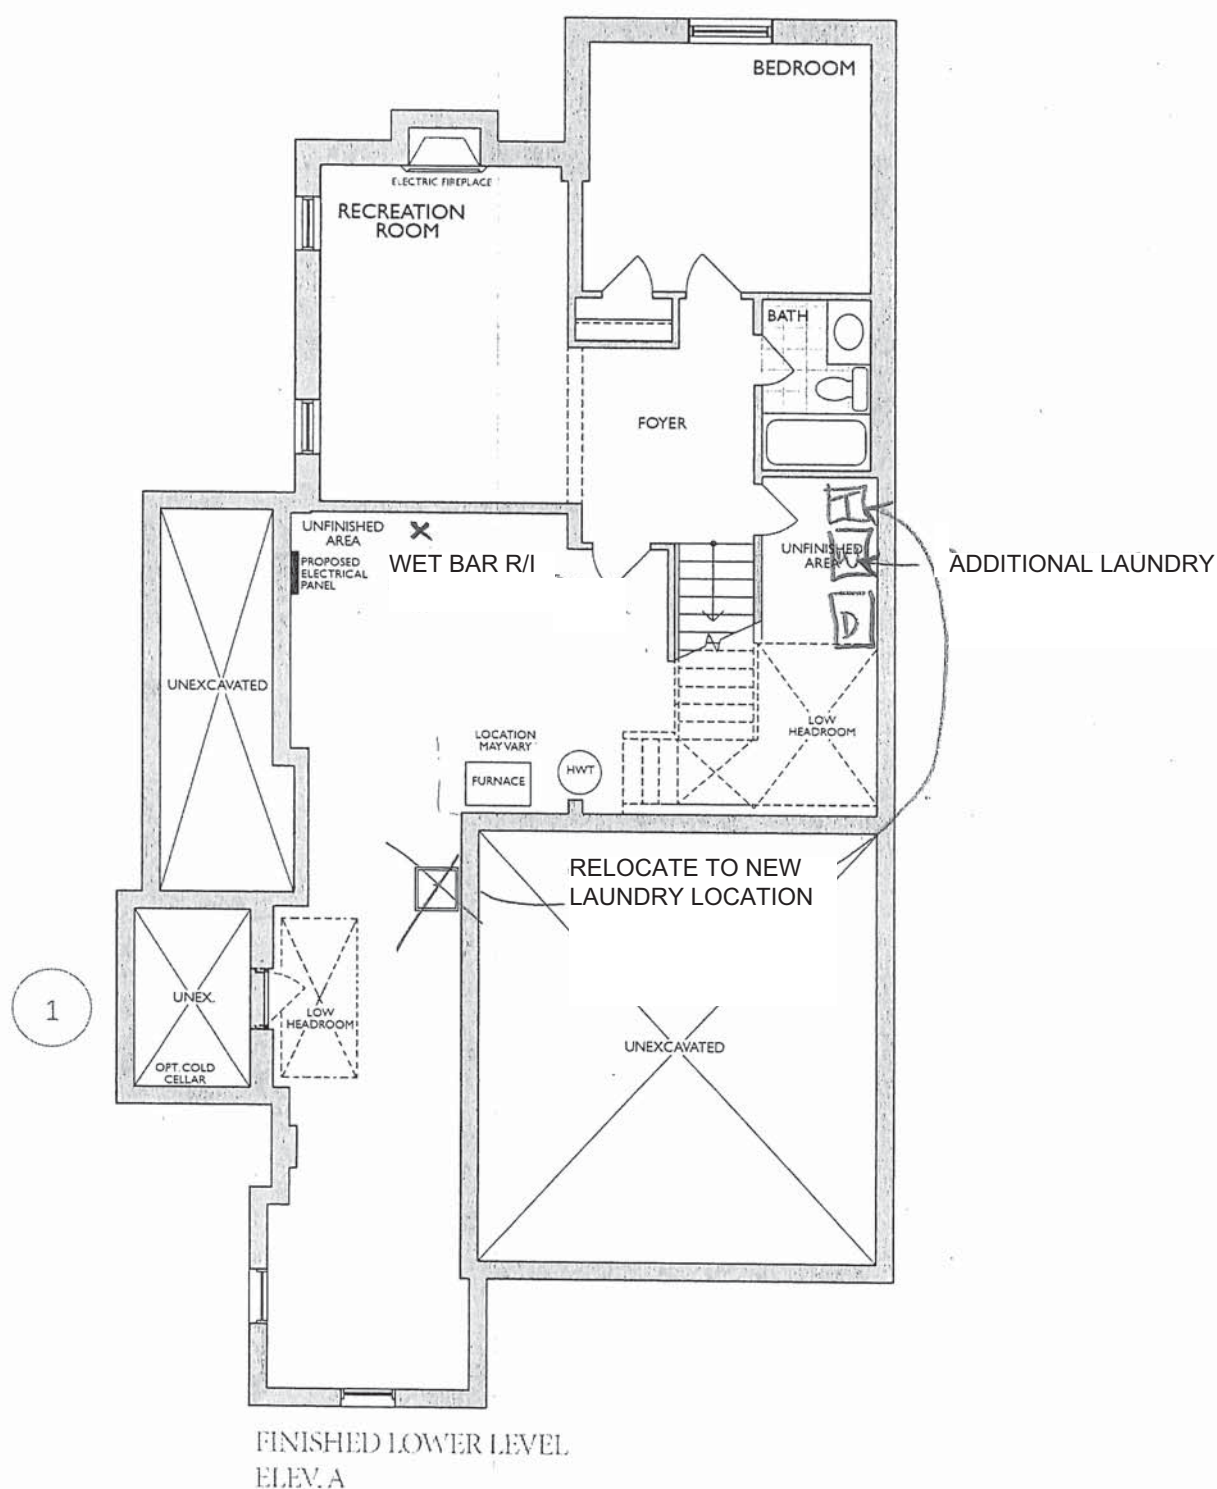 BEDROOM
ELECTRIC FIREPLACE
RECREATION
ROOM
BATH
FOYER
UNFINISHED
AREA
WET BAR R/I
PROPOSED
ELECTRICAL
PANEL
UNFINISHED
AREA
W
D
ADDITIONAL LAUNDRY
UNEXCAVATED
LOW
HEADROOM
LOCATION
MAY VARY
FURNACE
HWT
RELOCATE TO NEW
LAUNDRY LOCATION
1
UNEX.
LOW
HEADROOM
OPT. COLD
CELLAR
UNEXCAVATED
FINISHED LOWER LEVEL
ELEV. A